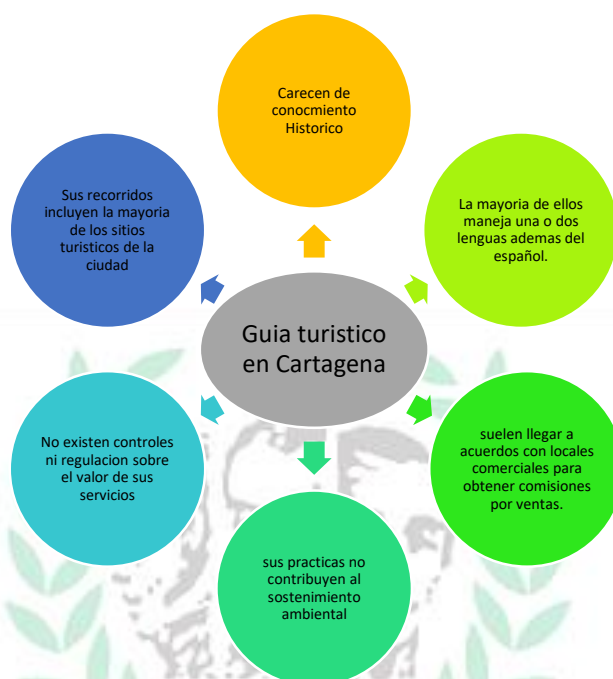 Carecen de
conocmiento
Historico
La mayoria de ellos
maneja una o dos
lenguas ademas del
español.
suelen llegar a
acuerdos con locales
comerciales para
obtener comisiones
por ventas.
sus practicas no
contribuyen al
sostenimiento
ambiental
No existen controles
ni regulacion sobre
el valor de sus
servicios
Sus recorridos
incluyen la mayoria
de los sitios
turisticos de la
ciudad
Guia turistico
en Cartagena